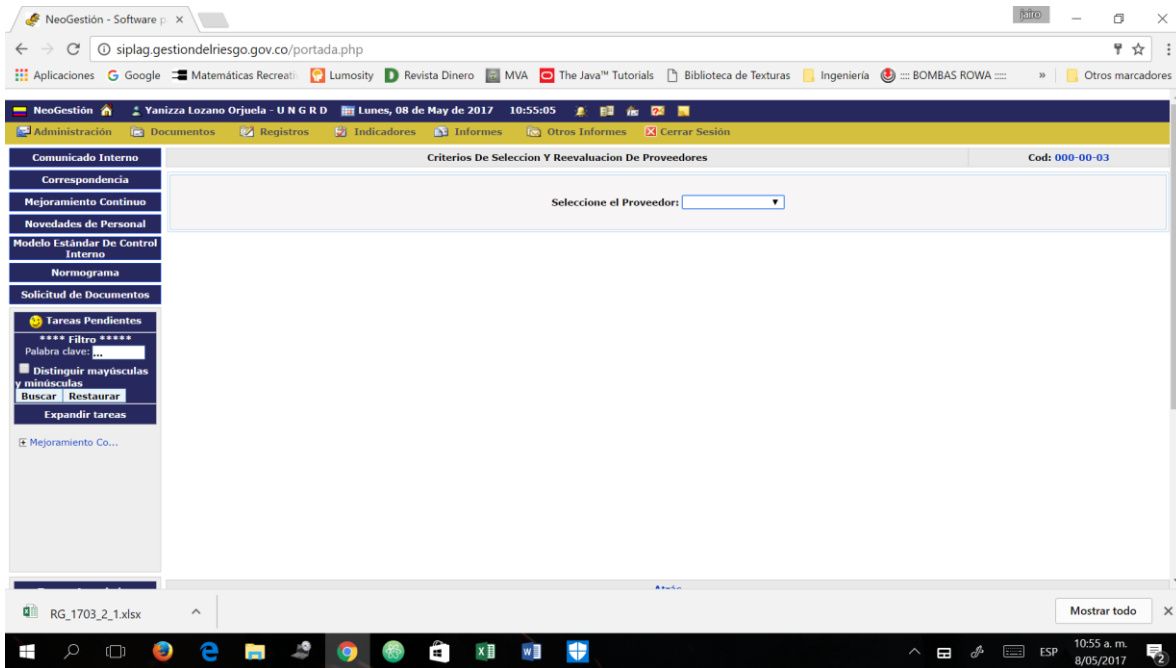 NeoGestión - Software p
jairo
siplag.gestiondelriesgo.gov.co/portada.php
Aplicaciones Google Matemáticas Recreati Lumosity Revista Dinero MVA The Java™ Tutorials Biblioteca de Texturas Ingeniería ::::: BOMBAS ROWA ::::: » Otros marcadores
NeoGestión Yanizza Lozano Orjuela - U N G R D Lunes, 08 de May de 2017 10:55:05
Administración Documentos Registros Indicadores Informes Otros Informes Cerrar Sesión
Comunicado Interno
Criterios De Seleccion Y Reevaluacion De Proveedores
Cod: 000-00-03
Correspondencia
Mejoramiento Continuo
Seleccione el Proveedor:
Novedades de Personal
Modelo Estándar De Control
Interno
Normograma
Solicitud de Documentos
Tareas Pendientes
**** Filtro *****
Palabra clave: ...
Distinguir mayúsculas
y minúsculas
Buscar Restaurar
Expandir tareas
Mejoramiento Co...
Atrás
RG_1703_2_1.xlsx
Mostrar todo
ESP
10:55 a. m.
8/05/2017